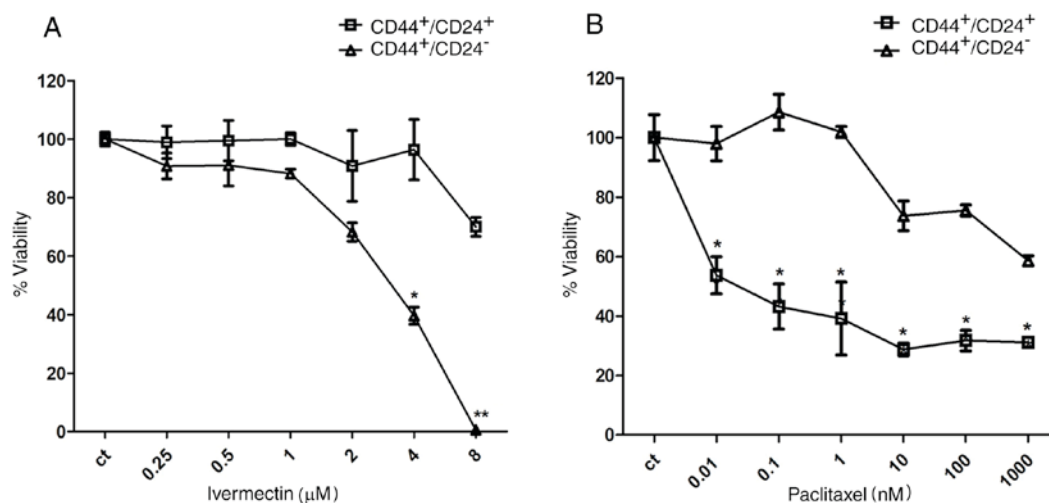 A
CD44+/CD24+
CD44+/CD24-
120
100
80
60
40
20
0
% Viability
*
**
ct
0.25
0.5
1
2
4
8
Ivermectin (μM)
B
CD44+/CD24+
CD44+/CD24-
120
100
80
60
40
20
0
% Viability
*
*
*
*
*
*
ct
0.01
0.1
1
10
100
1000
Paclitaxel (nM)